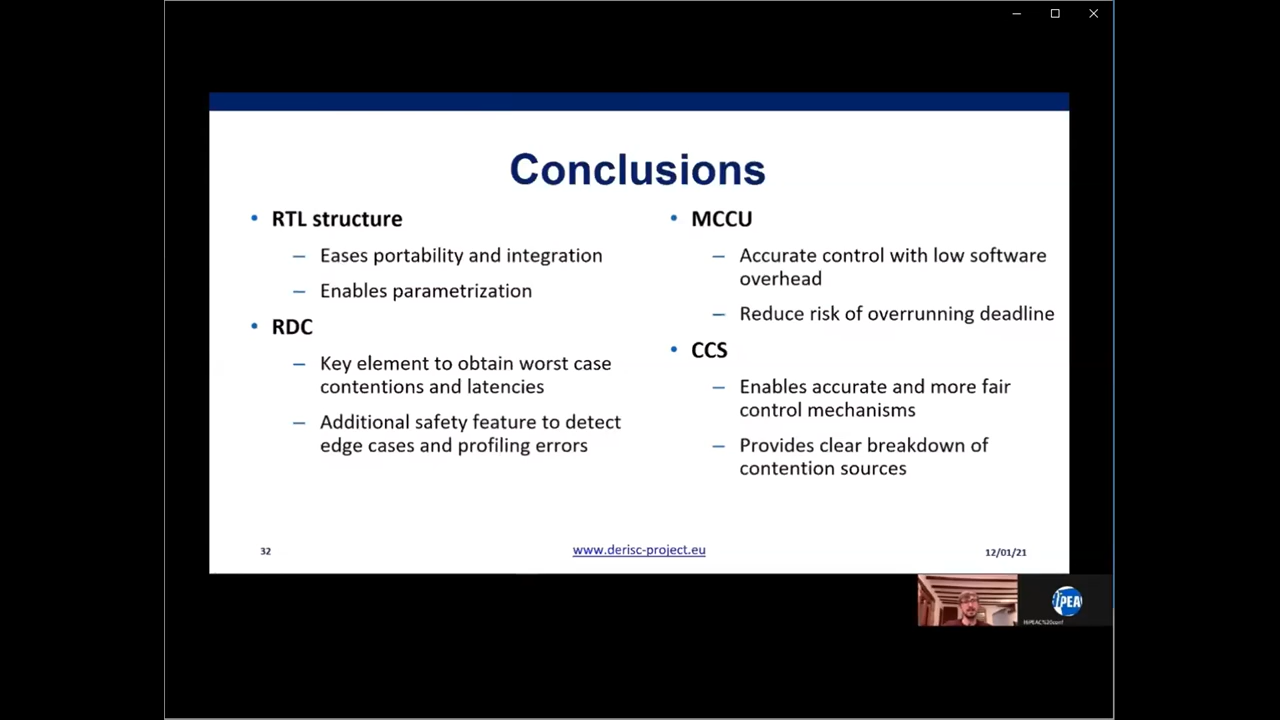 Conclusions
• RTL structure
– Eases portability and integration
– Enables parametrization
• RDC
– Key element to obtain worst case
contentions and latencies
– Additional safety feature to detect
edge cases and profiling errors
• MCCU
– Accurate control with low software
overhead
– Reduce risk of overrunning deadline
• CCS
– Enables accurate and more fair
control mechanisms
– Provides clear breakdown of
contention sources
32
www.derisc-project.eu
12/01/21